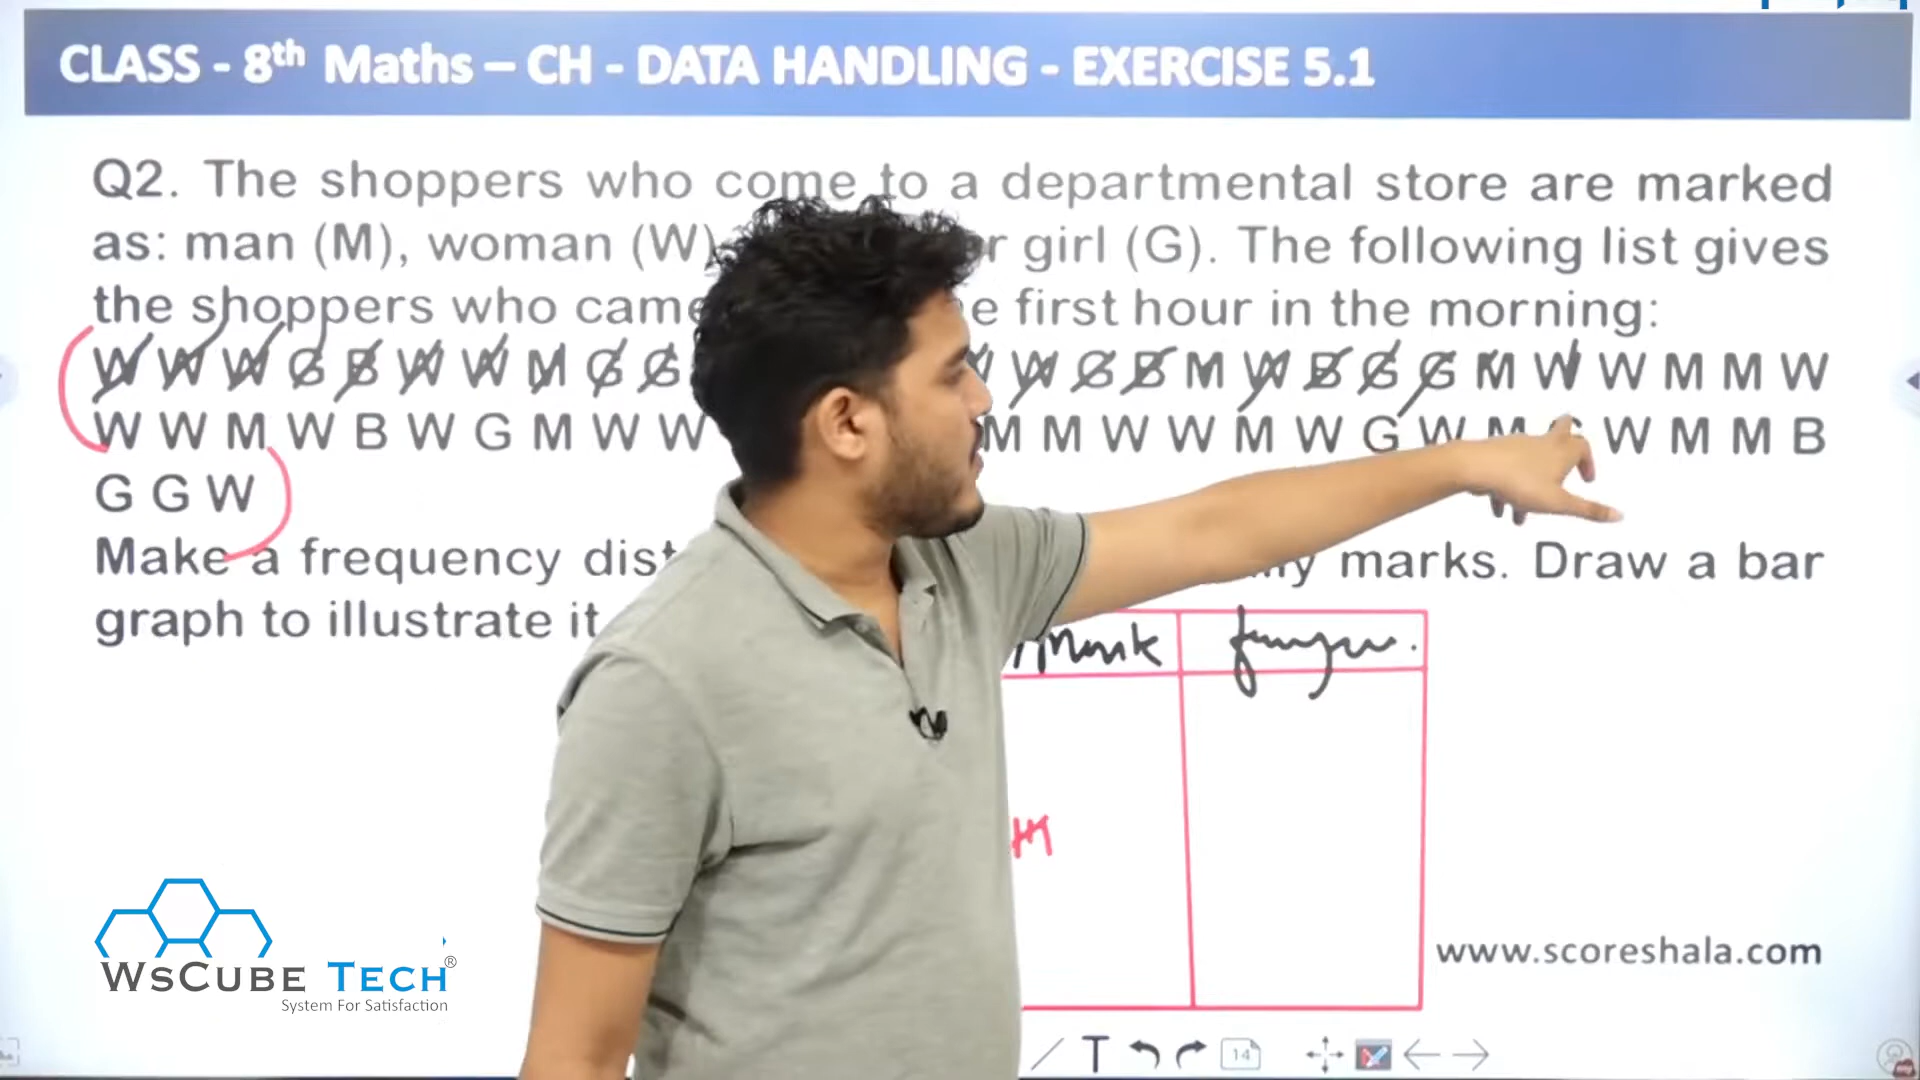 CLASS - 8th Maths – CH - DATA HANDLING - EXERCISE 5.1
Q2. The shoppers who come to a departmental store are marked
as: man (M), woman (W) girl (G). The following list gives
the shoppers who came first hour in the morning:
W W W G B W W M G G W G B M W B G G M W W M M W
W W M W B W G M W W M M W W M W G W M W M M B
G G W
Make a frequency marks. Draw a bar
graph to illustrate it
Mark
WSCUBE TECH®
System For Satisfaction
www.scoreshala.com
T
14